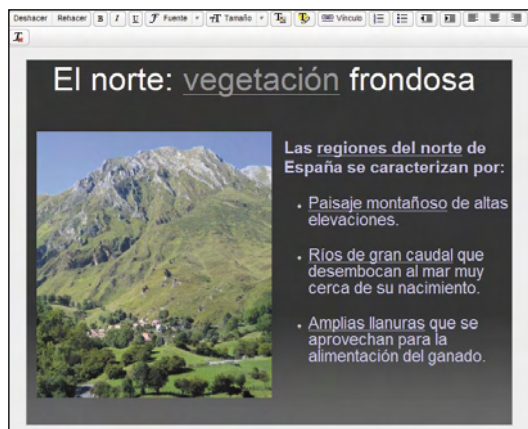 Deshacer Rehacer B I U F Fuente T Tamaño T T Vínculo
T
El norte: vegetación frondosa
Las regiones del norte de
España se caracterizan por:
• Paisaje montañoso de altas
elevaciones.
• Ríos de gran caudal que
desembocan al mar muy
cerca de su nacimiento.
• Amplias llanuras que se
aprovechan para la
alimentación del ganado.